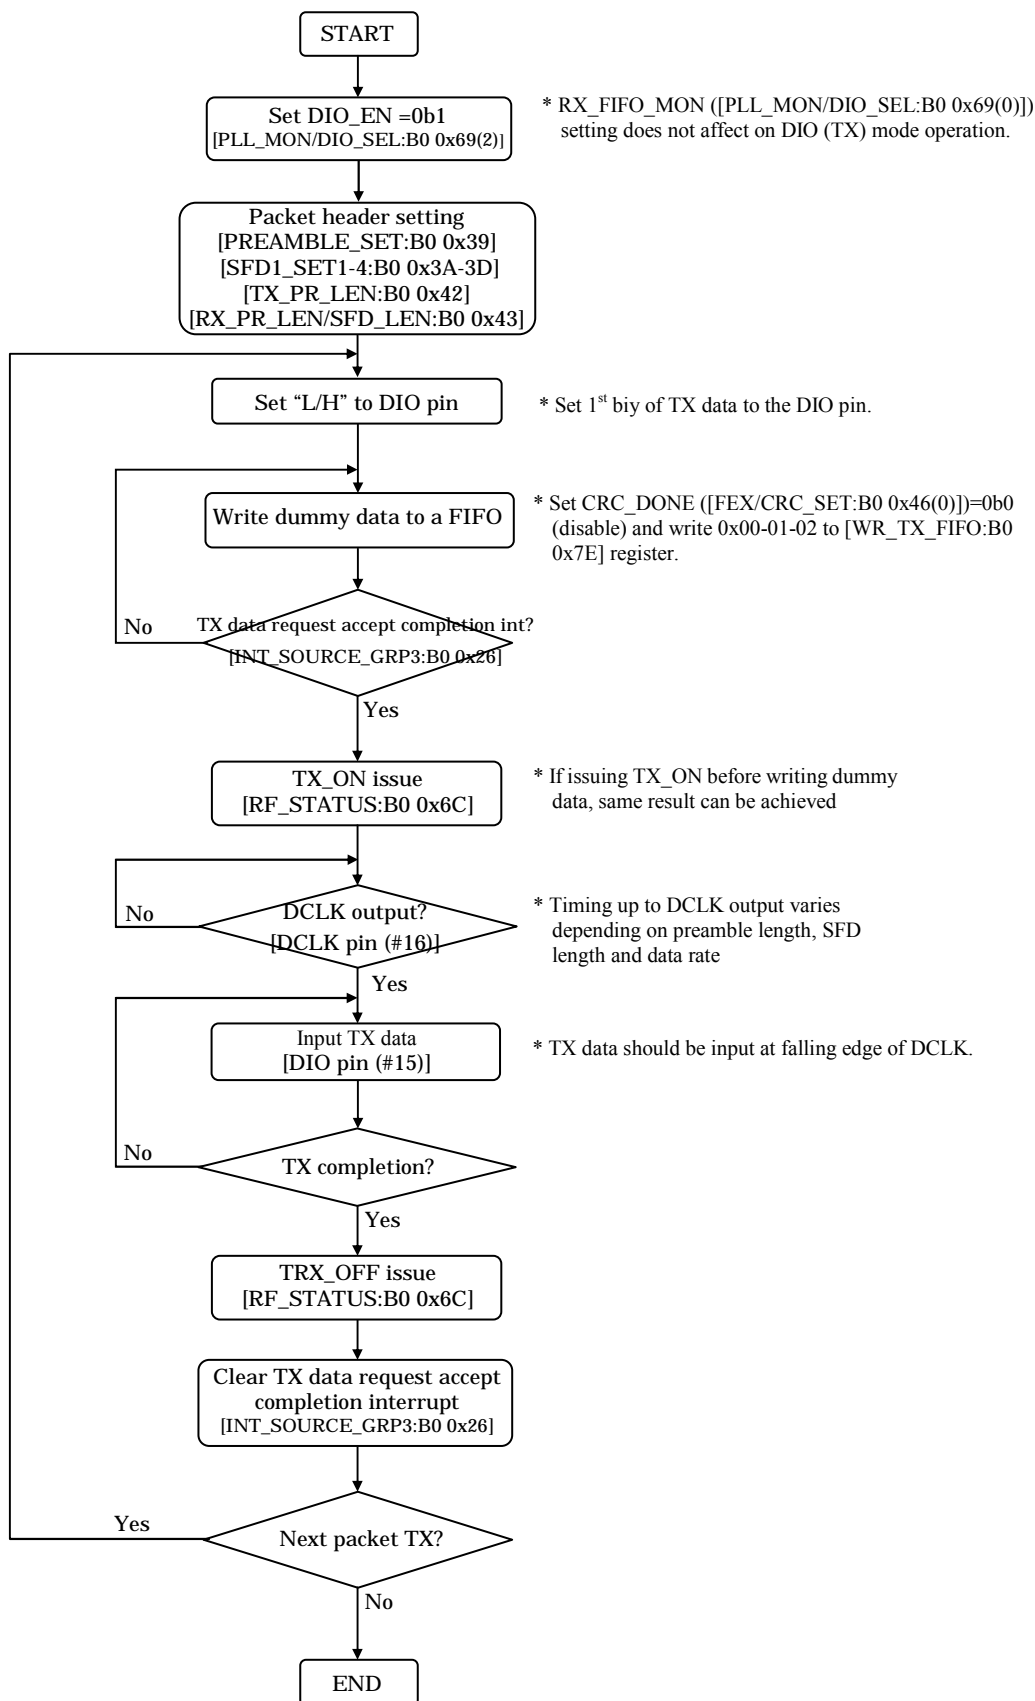 START
Set DIO_EN =0b1
[PLL_MON/DIO_SEL:B0 0x69(2)]
* RX_FIFO_MON ([PLL_MON/DIO_SEL:B0 0x69(0)])
setting does not affect on DIO (TX) mode operation.
Packet header setting
[PREAMBLE_SET:B0 0x39]
[SFD1_SET1-4:B0 0x3A-3D]
[TX_PR_LEN:B0 0x42]
[RX_PR_LEN/SFD_LEN:B0 0x43]
Set “L/H” to DIO pin
* Set 1st biy of TX data to the DIO pin.
Write dummy data to a FIFO
* Set CRC_DONE ([FEX/CRC_SET:B0 0x46(0)])=0b0
(disable) and write 0x00-01-02 to [WR_TX_FIFO:B0
0x7E] register.
No
TX data request accept completion int?
[INT_SOURCE_GRP3:B0 0x26]
Yes
TX_ON issue
[RF_STATUS:B0 0x6C]
* If issuing TX_ON before writing dummy
data, same result can be achieved
No
DCLK output?
[DCLK pin (#16)]
* Timing up to DCLK output varies
depending on preamble length, SFD
length and data rate
Yes
Input TX data
[DIO pin (#15)]
* TX data should be input at falling edge of DCLK.
No
TX completion?
Yes
TRX_OFF issue
[RF_STATUS:B0 0x6C]
Clear TX data request accept
completion interrupt
[INT_SOURCE_GRP3:B0 0x26]
Yes
Next packet TX?
No
END